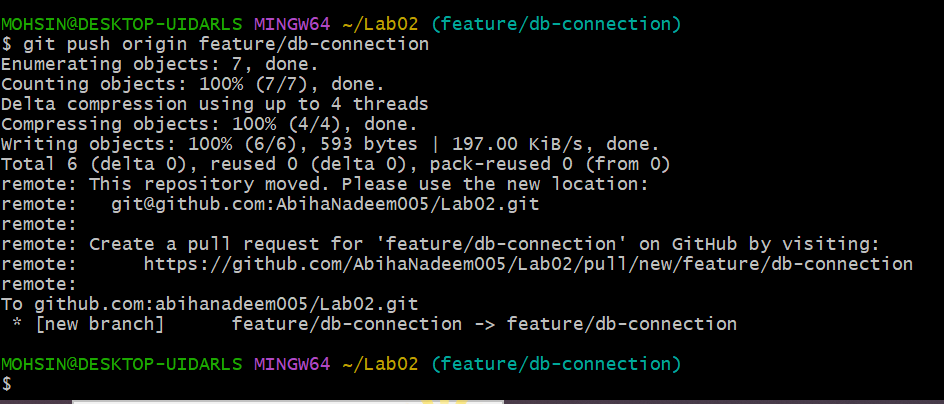 MOHSIN@DESKTOP-UIDARLS MINGW64 ~/Lab02 (feature/db-connection)
$ git push origin feature/db-connection
Enumerating objects: 7, done.
Counting objects: 100% (7/7), done.
Delta compression using up to 4 threads
Compressing objects: 100% (4/4), done.
Writing objects: 100% (6/6), 593 bytes | 197.00 KiB/s, done.
Total 6 (delta 0), reused 0 (delta 0), pack-reused 0 (from 0)
remote: This repository moved. Please use the new location:
remote:   git@github.com:AbihaNadeem005/Lab02.git
remote:
remote: Create a pull request for 'feature/db-connection' on GitHub by visiting:
remote:      https://github.com/AbihaNadeem005/Lab02/pull/new/feature/db-connection
remote:
To github.com:abihanadeem005/Lab02.git
 * [new branch]      feature/db-connection -> feature/db-connection
MOHSIN@DESKTOP-UIDARLS MINGW64 ~/Lab02 (feature/db-connection)
$